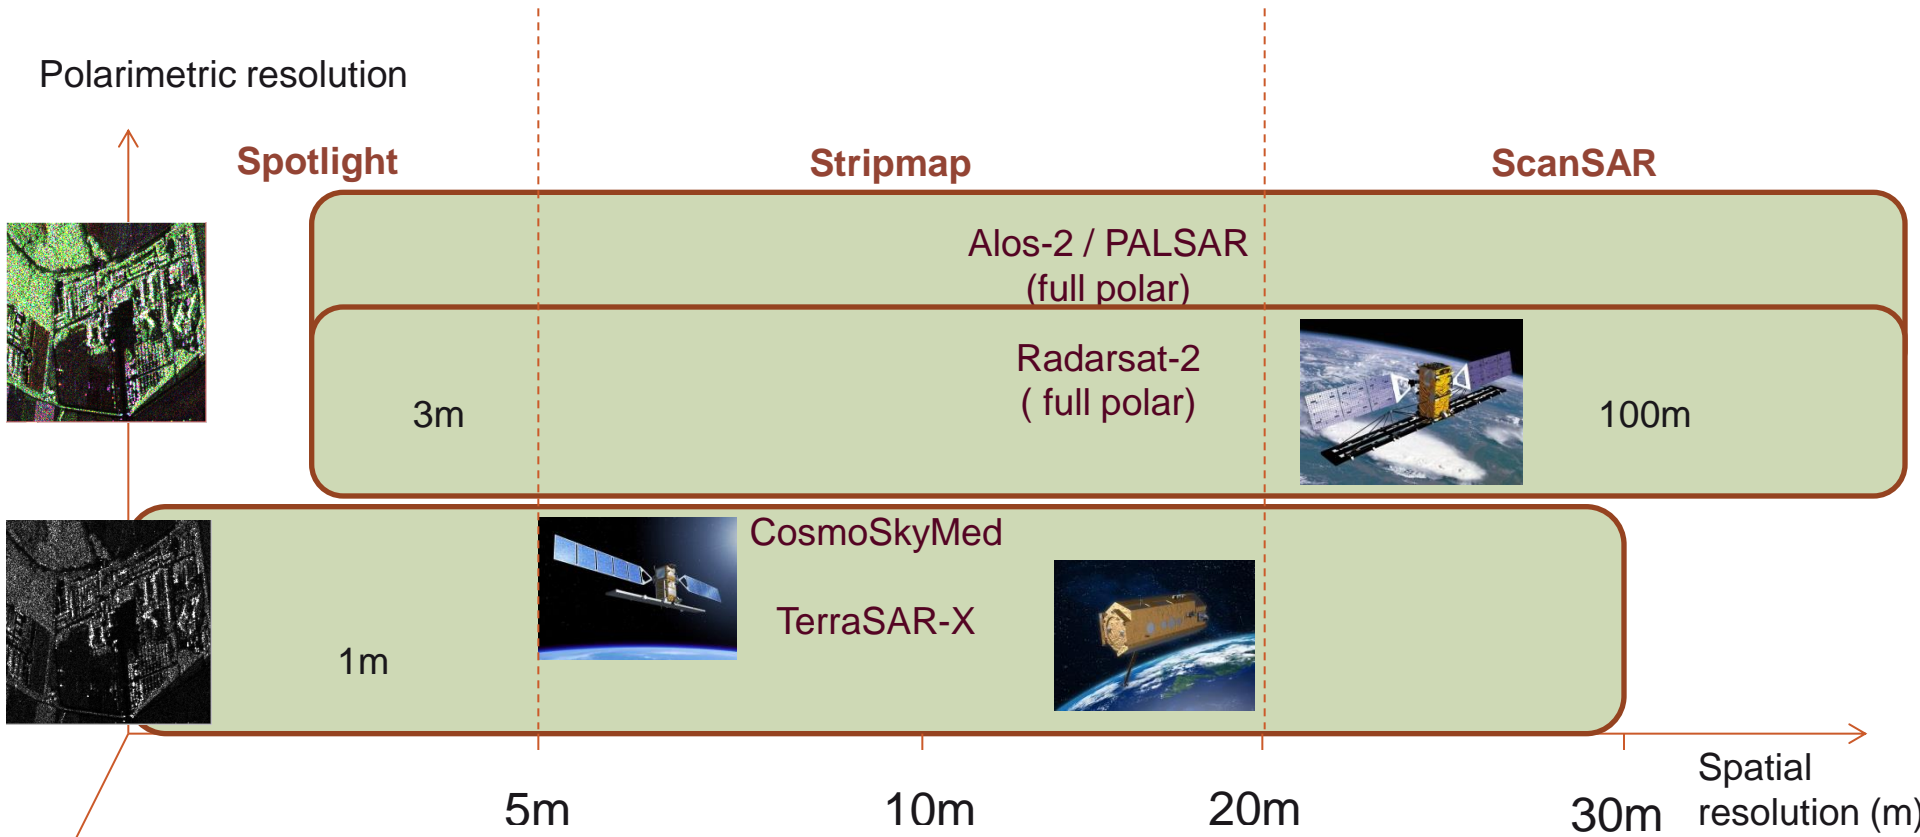 Polarimetric resolution
Spotlight
Stripmap
ScanSAR
Alos-2 / PALSAR
(full polar)
Radarsat-2
( full polar)
3m
100m
CosmoSkyMed
TerraSAR-X
1m
5m
10m
20m
30m
Spatial
resolution (m)